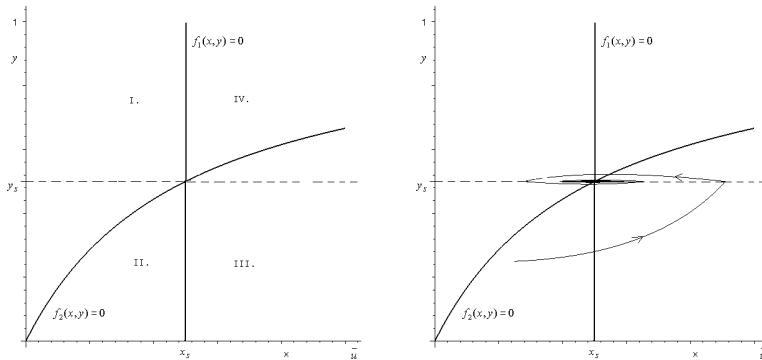 1
f₁(x,y) = 0
y
I.
IV.
yₛ
II.
III.
f₂(x,y) = 0
xₛ
x
ū
1
f₁(x,y) = 0
y
yₛ
f₂(x,y) = 0
xₛ
x